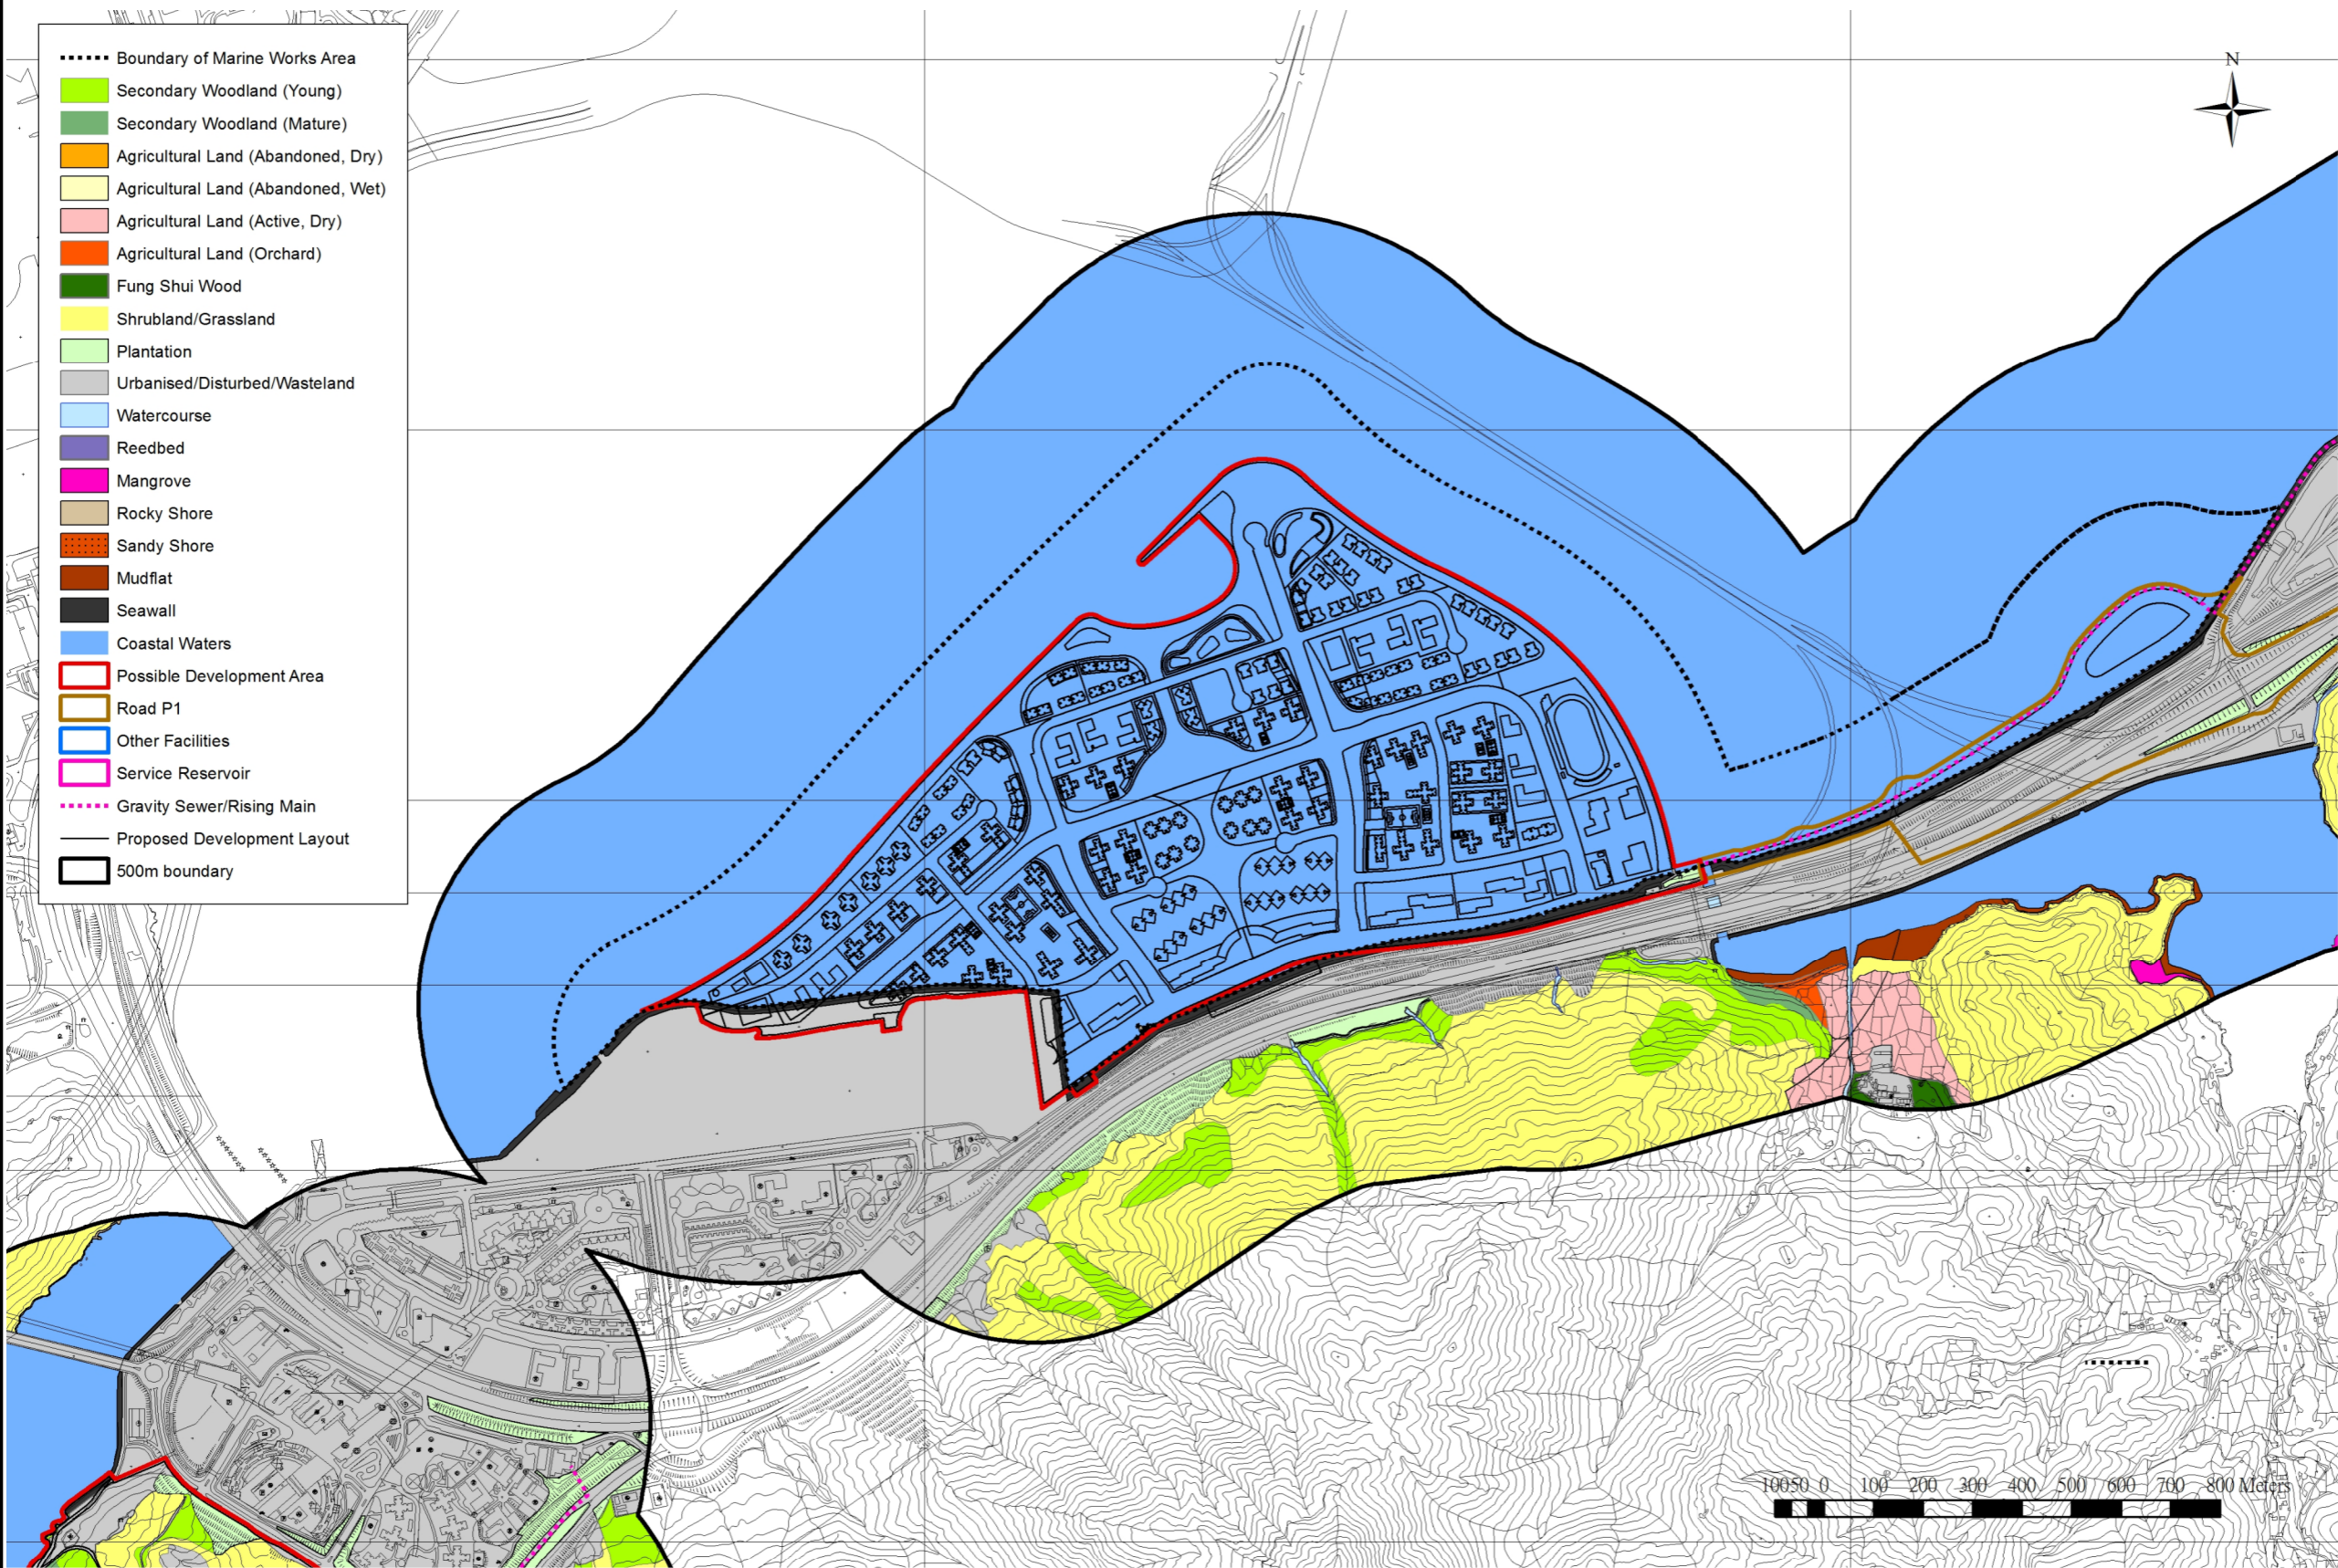 Boundary of Marine Works Area
Secondary Woodland (Young)
Secondary Woodland (Mature)
Agricultural Land (Abandoned, Dry)
Agricultural Land (Abandoned, Wet)
Agricultural Land (Active, Dry)
Agricultural Land (Orchard)
Fung Shui Wood
Shrubland/Grassland
Plantation
Urbanised/Disturbed/Wasteland
Watercourse
Reedbed
Mangrove
Rocky Shore
Sandy Shore
Mudflat
Seawall
Coastal Waters
Possible Development Area
Road P1
Other Facilities
Service Reservoir
Gravity Sewer/Rising Main
Proposed Development Layout
500m boundary
N
10050 0 100 200 300 400 500 600 700 800 Meters